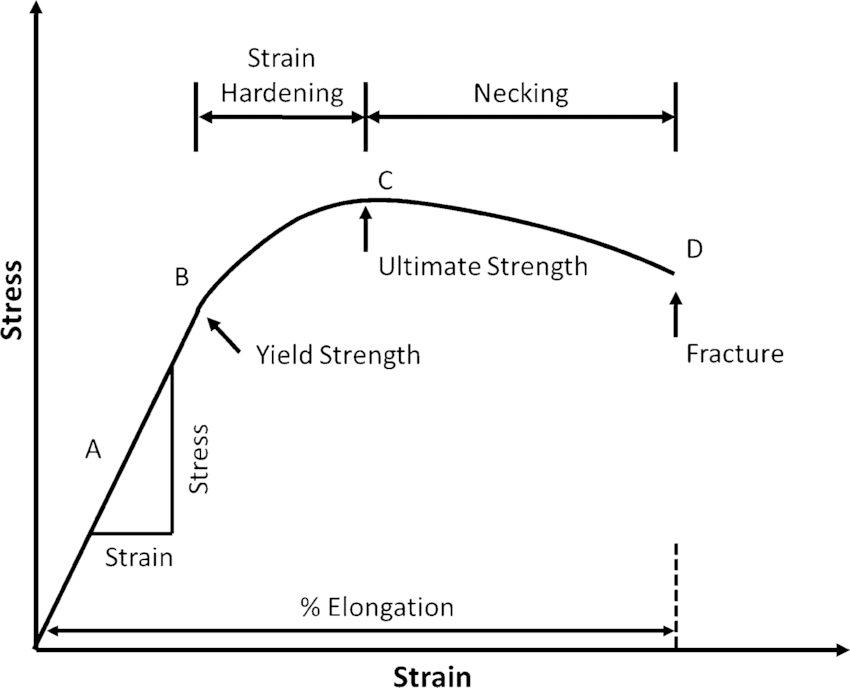 Strain
Hardening
Necking
C
B
D
Ultimate Strength
Yield Strength
Fracture
Stress
A
Stress
Strain
% Elongation
Strain